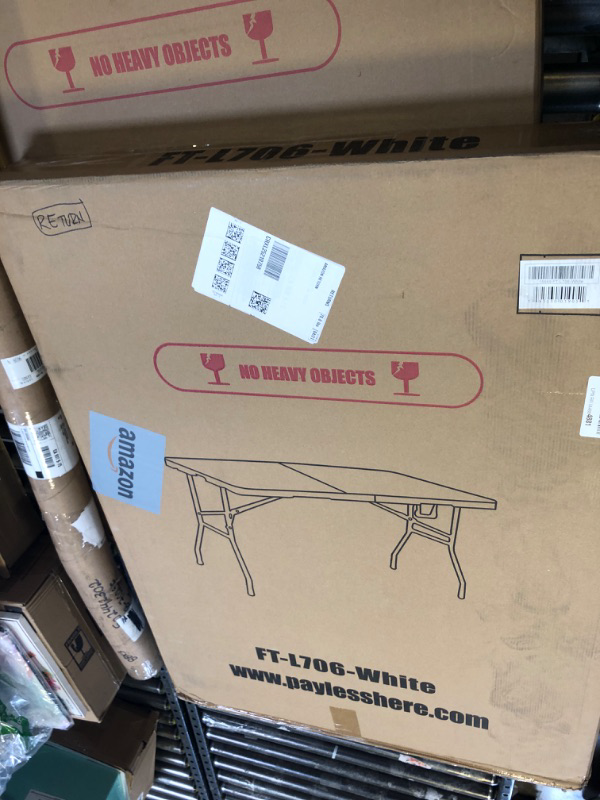 NO HEAVY OBJECTS
FT-L706-White
RETURN
NO HEAVY OBJECTS
amazon
FT-L706-White
www.paylesshere.com